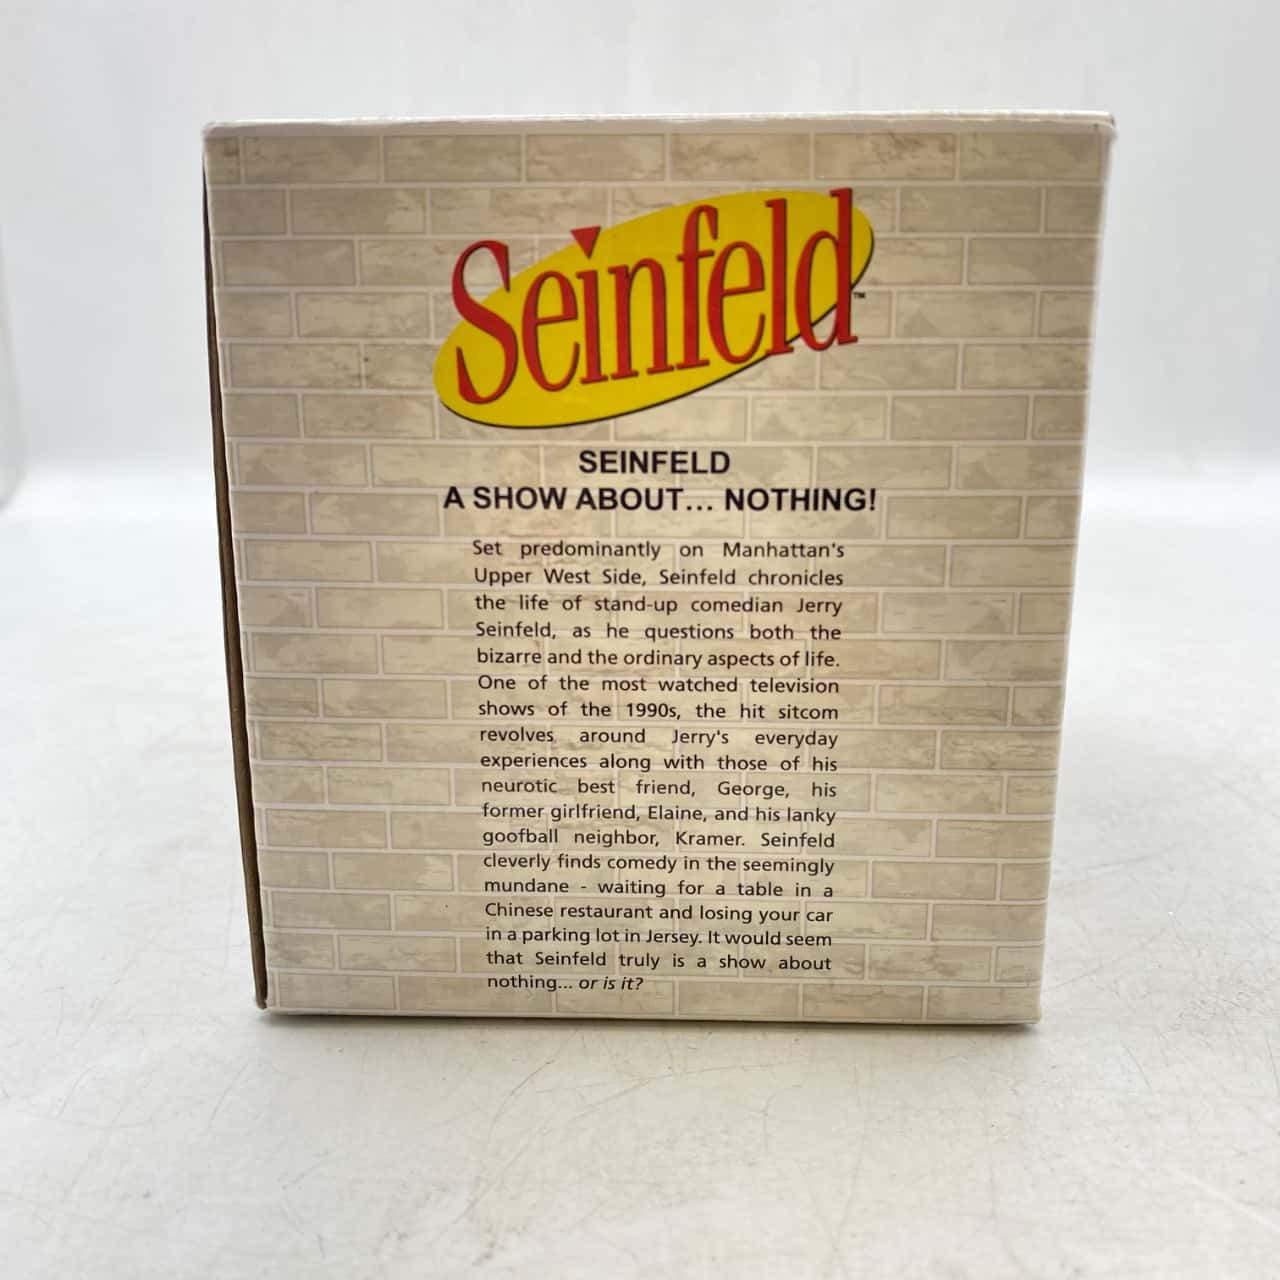 Seinfeld™
SEINFELD
A SHOW ABOUT... NOTHING!
Set predominantly on Manhattan's
Upper West Side, Seinfeld chronicles
the life of stand-up comedian Jerry
Seinfeld, as he questions both the
bizarre and the ordinary aspects of life.
One of the most watched television
shows of the 1990s, the hit sitcom
revolves around Jerry's everyday
experiences along with those of his
neurotic best friend, George, his
former girlfriend, Elaine, and his lanky
goofball neighbor, Kramer. Seinfeld
cleverly finds comedy in the seemingly
mundane - waiting for a table in a
Chinese restaurant and losing your car
in a parking lot in Jersey. It would seem
that Seinfeld truly is a show about
nothing... or is it?